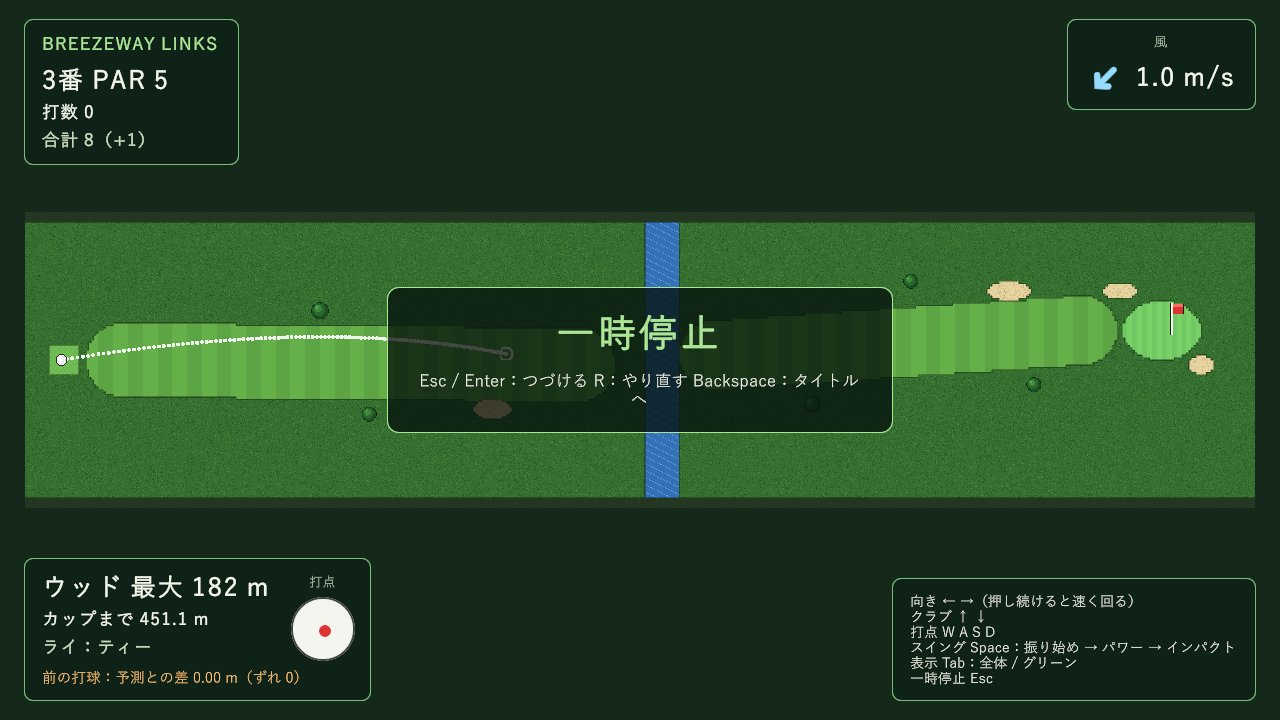 BREEZEWAY LINKS
3番 PAR 5
打数 0
合計 8（+1）
風
↙ 1.0 m/s
一時停止
Esc / Enter：つづける R：やり直す Backspace：タイトル
へ
ウッド 最大 182 m
打点
カップまで 451.1 m
ライ：ティー
前の打球：予測との差 0.00 m（ずれ 0）
向き ← →（押し続けると速く回る）
クラブ ↑ ↓
打点 W A S D
スイング Space：振り始め → パワー → インパクト
表示 Tab：全体 / グリーン
一時停止 Esc